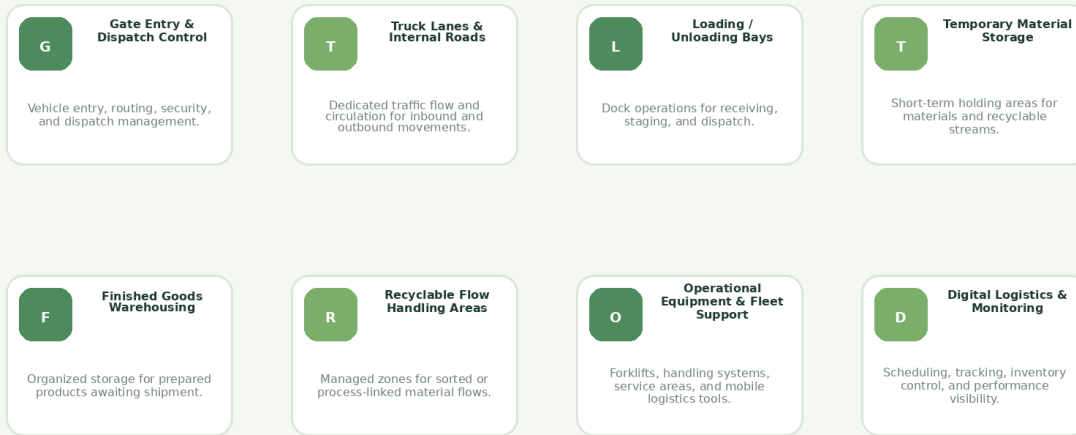 G
Gate Entry &
Dispatch Control
Vehicle entry, routing, security,
and dispatch management.
T
Truck Lanes &
Internal Roads
Dedicated traffic flow and
circulation for inbound and
outbound movements.
L
Loading /
Unloading Bays
Dock operations for receiving,
staging, and dispatch.
T
Temporary Material
Storage
Short-term holding areas for
materials and recyclable
streams.
F
Finished Goods
Warehousing
Organized storage for prepared
products awaiting shipment.
R
Recyclable Flow
Handling Areas
Managed zones for sorted or
process-linked material flows.
O
Operational
Equipment & Fleet
Support
Forklifts, handling systems,
service areas, and mobile
logistics tools.
D
Digital Logistics &
Monitoring
Scheduling, tracking, inventory
control, and performance
visibility.